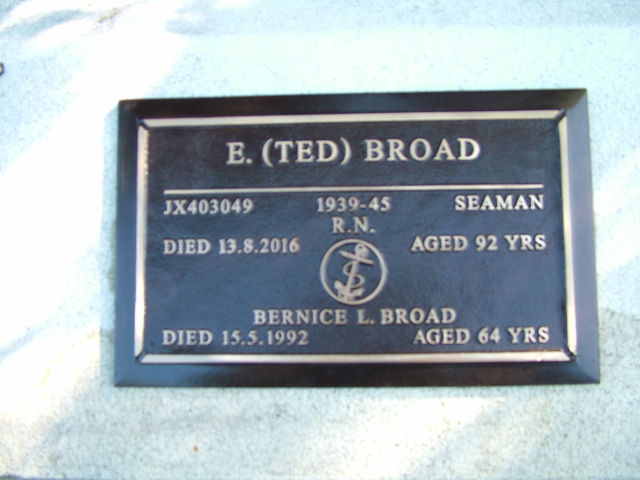 E. (TED) BROAD
JX403049 1939-45 SEAMAN
R.N.
DIED 13.8.2016 AGED 92 YRS
BERNICE L. BROAD
DIED 15.5.1992 AGED 64 YRS